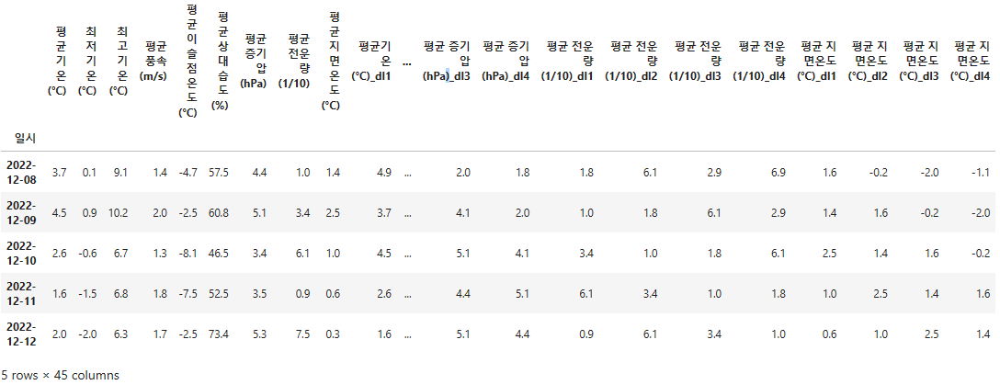 평균기온(°C) 최저기온(°C) 최고기온(°C) 평균 풍속(m/s) 평균 이슬점온도(°C) 평균 상대습도(%) 평균 증기압(hPa) 평균 전운량(1/10) 평균 지면온도(°C) 평균기온(°C)_dl1 ... 평균 증기압(hPa)_dl3 평균 증기압(hPa)_dl4 평균 전운량(1/10)_dl1 평균 전운량(1/10)_dl2 평균 전운량(1/10)_dl3 평균 전운량(1/10)_dl4 평균 지면온도(°C)_dl1 평균 지면온도(°C)_dl2 평균 지면온도(°C)_dl3 평균 지면온도(°C)_dl4
일시
2022-12-08 3.7 0.1 9.1 1.4 -4.7 57.5 4.4 1.0 1.4 4.9 ... 2.0 1.8 1.8 6.1 2.9 6.9 1.6 -0.2 -2.0 -1.1
2022-12-09 4.5 0.9 10.2 2.0 -2.5 60.8 5.1 3.4 2.5 3.7 ... 4.1 2.0 1.0 1.8 6.1 2.9 1.4 1.6 -0.2 -2.0
2022-12-10 2.6 -0.6 6.7 1.3 -8.1 46.5 3.4 6.1 1.0 4.5 ... 5.1 4.1 3.4 1.0 1.8 6.1 2.5 1.4 1.6 -0.2
2022-12-11 1.6 -1.5 6.8 1.8 -7.5 52.5 3.5 0.9 0.6 2.6 ... 4.4 5.1 6.1 3.4 1.0 1.8 1.0 2.5 1.4 1.6
2022-12-12 2.0 -2.0 6.3 1.7 -2.5 73.4 5.3 7.5 0.3 1.6 ... 5.1 4.4 0.9 6.1 3.4 1.0 0.6 1.0 2.5 1.4
5 rows × 45 columns